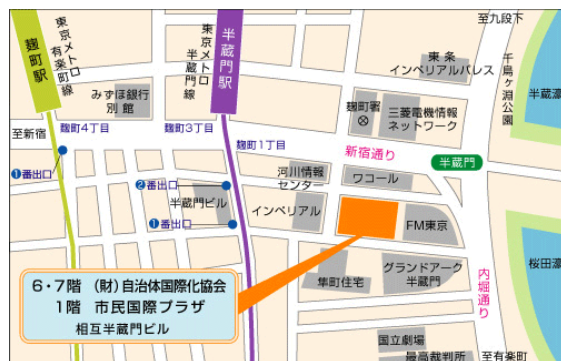 至九段下
麹町駅
東京メトロ
有楽町線
東京メトロ
半蔵門線
半蔵門駅
東条
インペリアルパレス
千鳥ヶ淵公園
半蔵濠
みずほ銀行
別館
麹町署
三菱電機情報
ネットワーク
至新宿
麹町4丁目
麹町3丁目
麹町1丁目
新宿通り
半蔵門
❶番出口
❷番出口
河川情報
センター
ワコール
半蔵門ビル
❶番出口
インペリアル
FM東京
桜田濠
6・7階 (財)自治体国際化協会
1階 市民国際プラザ
相互半蔵門ビル
隼町住宅
グランドアーク
半蔵門
内堀通り
国立劇場
最高裁判所
至有楽町